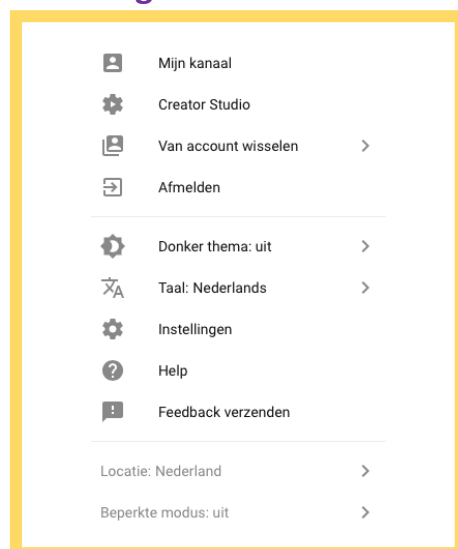 Mijn kanaal
Creator Studio
Van account wisselen
Afmelden
Donker thema: uit
Taal: Nederlands
Instellingen
Help
Feedback verzenden
Locatie: Nederland
Beperkte modus: uit